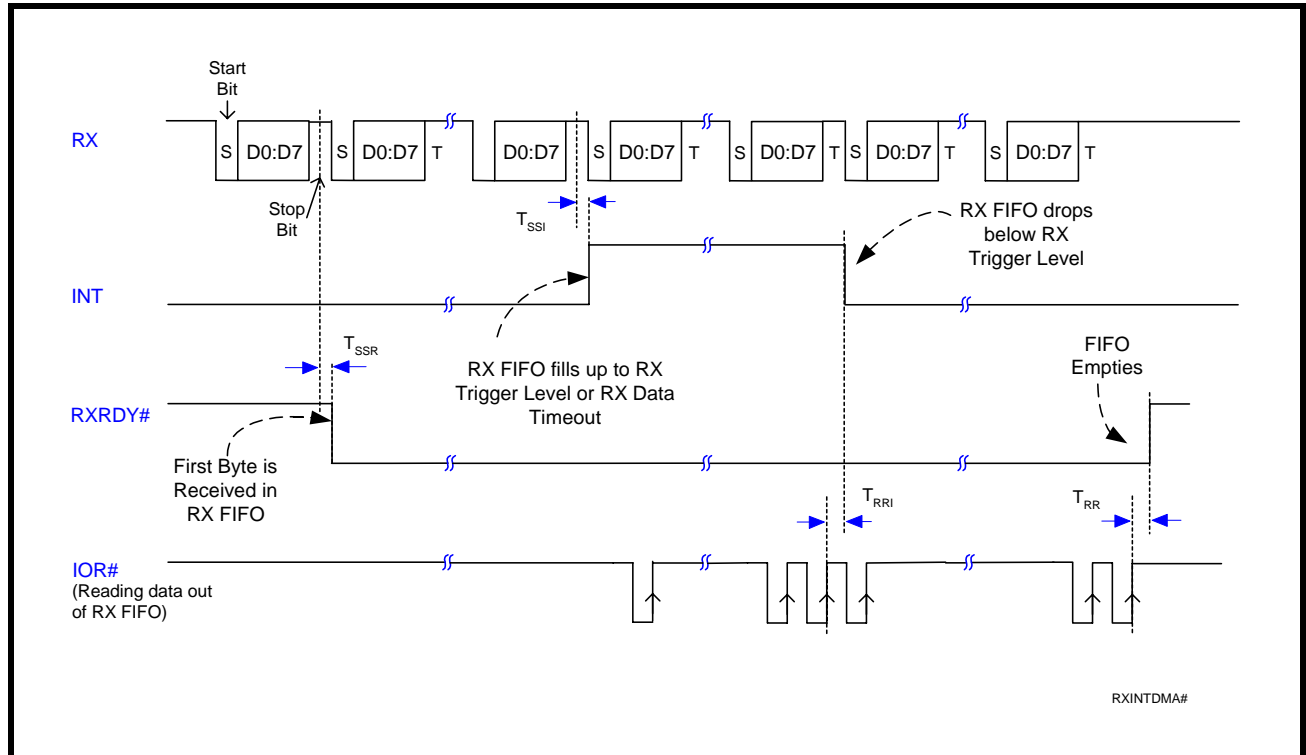 Start
Bit
RX
S D0:D7 S D0:D7 T D0:D7 S D0:D7 T S D0:D7 T S D0:D7 T S D0:D7 T
Stop
Bit
TSSI
RX FIFO drops
below RX
Trigger Level
INT
TSSR
RX FIFO fills up to RX
Trigger Level or RX Data
Timeout
FIFO
Empties
RXRDY#
First Byte is
Received in
RX FIFO
TRRI
TRR
IOR#
(Reading data out
of RX FIFO)
RXINTDMA#